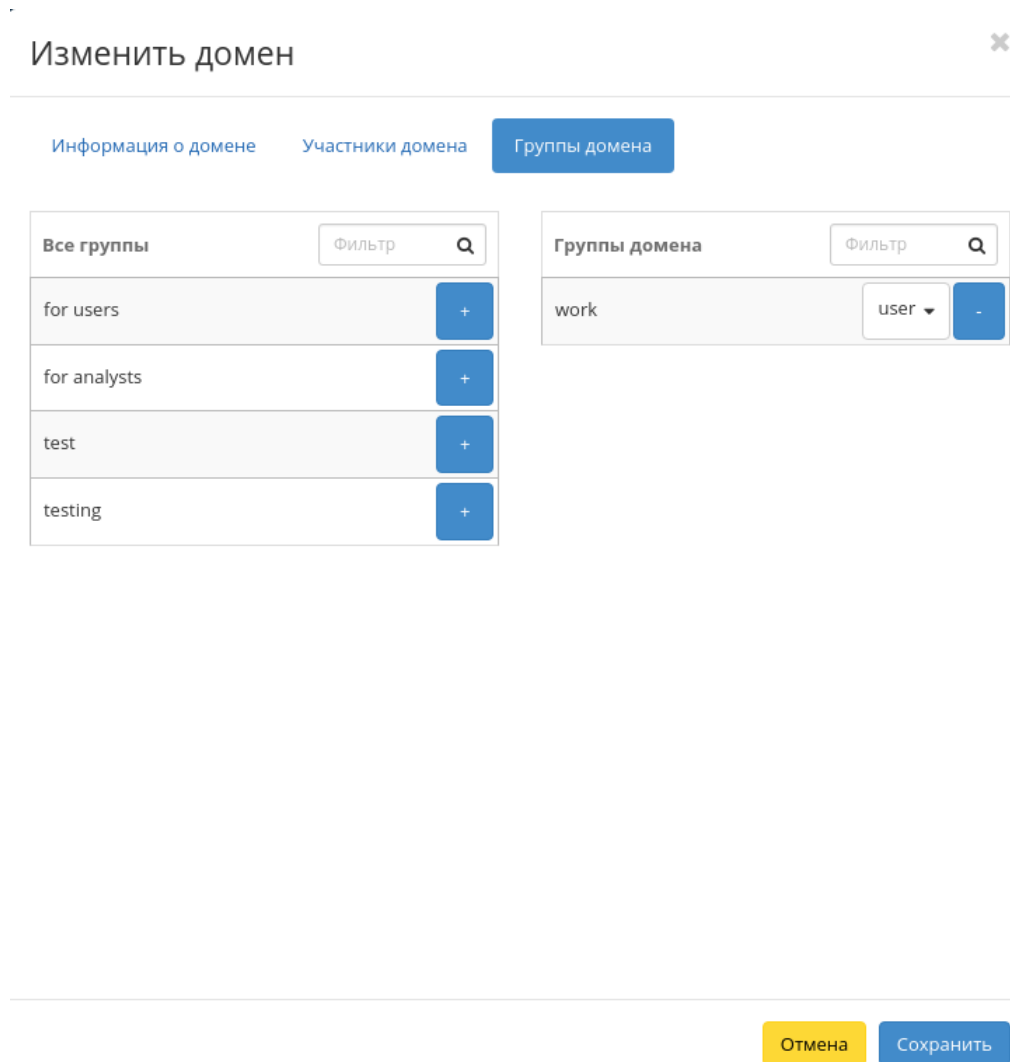 Изменить домен
Информация о домене Участники домена Группы домена
Все группы Фильтр
for users +
for analysts +
test +
testing +
Группы домена Фильтр
work user -
Отмена Сохранить